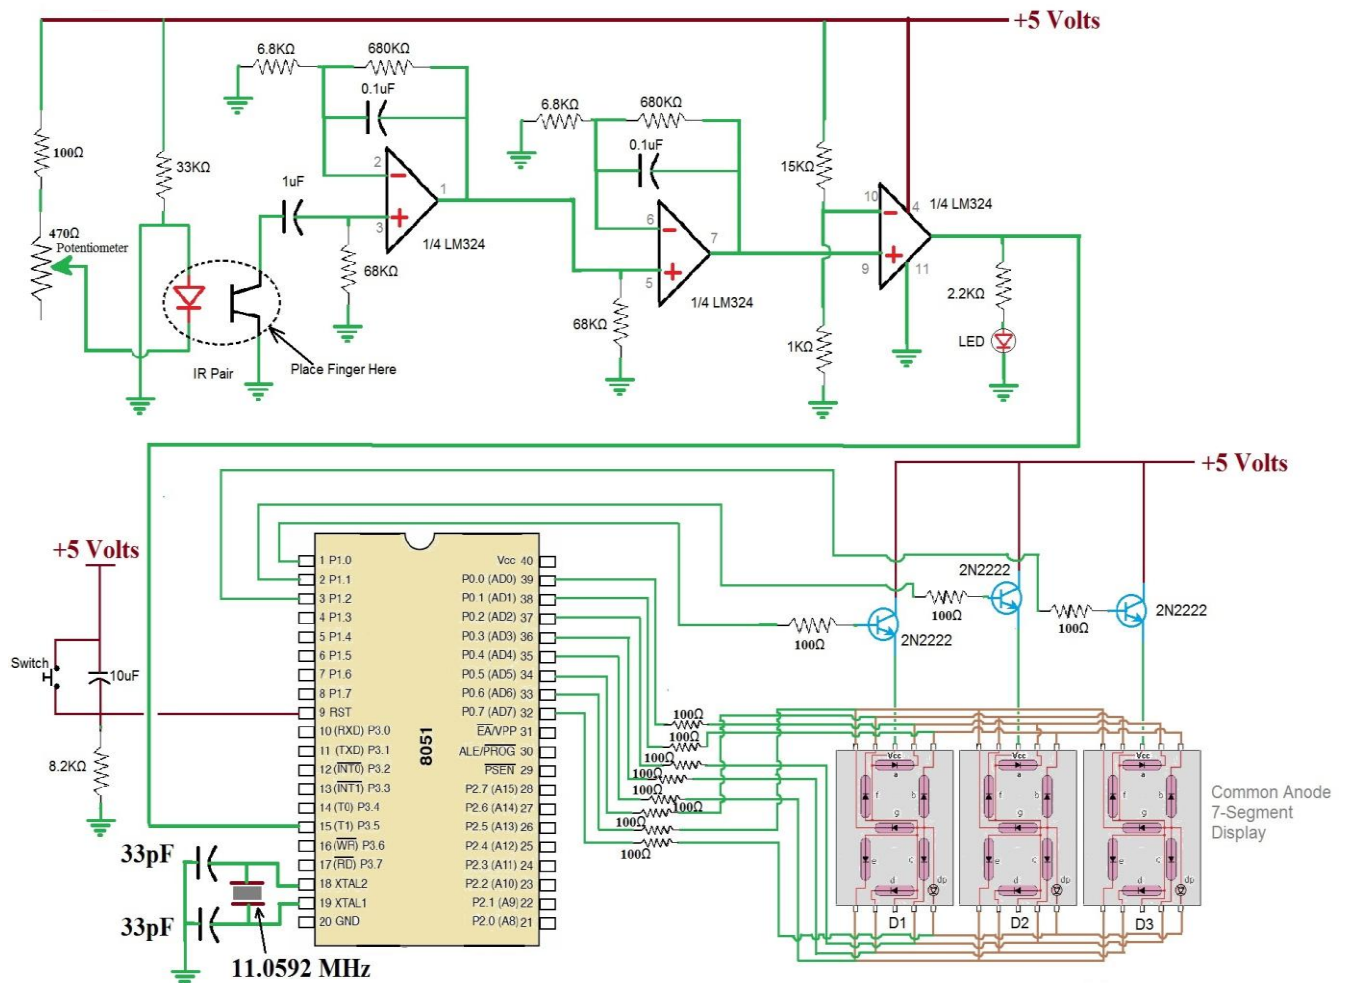 +5 Volts
6.8KΩ
680KΩ
0.1uF
100Ω
33KΩ
1uF
2
3
1
1/4 LM324
68KΩ
470Ω
Potentiometer
IR Pair
Place Finger Here
6.8KΩ
680KΩ
0.1uF
6
5
7
1/4 LM324
68KΩ
15KΩ
1KΩ
10
9
4
11
1/4 LM324
2.2KΩ
LED
+5 Volts
+5 Volts
Switch
10uF
8.2KΩ
33pF
33pF
11.0592 MHz
8051
1 P1.0
2 P1.1
3 P1.2
4 P1.3
5 P1.4
6 P1.5
7 P1.6
8 P1.7
9 RST
10 (RXD) P3.0
11 (TXD) P3.1
12 (INT0) P3.2
13 (INT1) P3.3
14 (T0) P3.4
15 (T1) P3.5
16 (WR) P3.6
17 (RD) P3.7
18 XTAL2
19 XTAL1
20 GND
Vcc 40
P0.0 (AD0) 39
P0.1 (AD1) 38
P0.2 (AD2) 37
P0.3 (AD3) 36
P0.4 (AD4) 35
P0.5 (AD5) 34
P0.6 (AD6) 33
P0.7 (AD7) 32
EA/VPP 31
ALE/PROG 30
PSEN 29
P2.7 (A15) 28
P2.6 (A14) 27
P2.5 (A13) 26
P2.4 (A12) 25
P2.3 (A11) 24
P2.2 (A10) 23
P2.1 (A9) 22
P2.0 (A8) 21
100Ω
2N2222
100Ω
2N2222
100Ω
2N2222
100Ω
100Ω
100Ω
100Ω
100Ω
100Ω
100Ω
100Ω
Vcc
a
f
b
g
e
c
d
dp
D1
Vcc
a
f
b
g
e
c
d
dp
D2
Vcc
a
f
b
g
e
c
d
dp
D3
Common Anode
7-Segment
Display